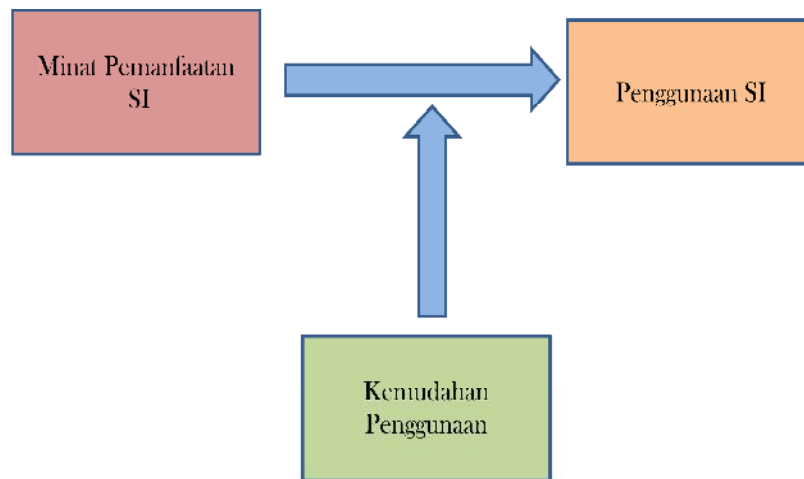 Minat Pemanfaatan
SI
Penggunaan SI
Kemudahan
Penggunaan